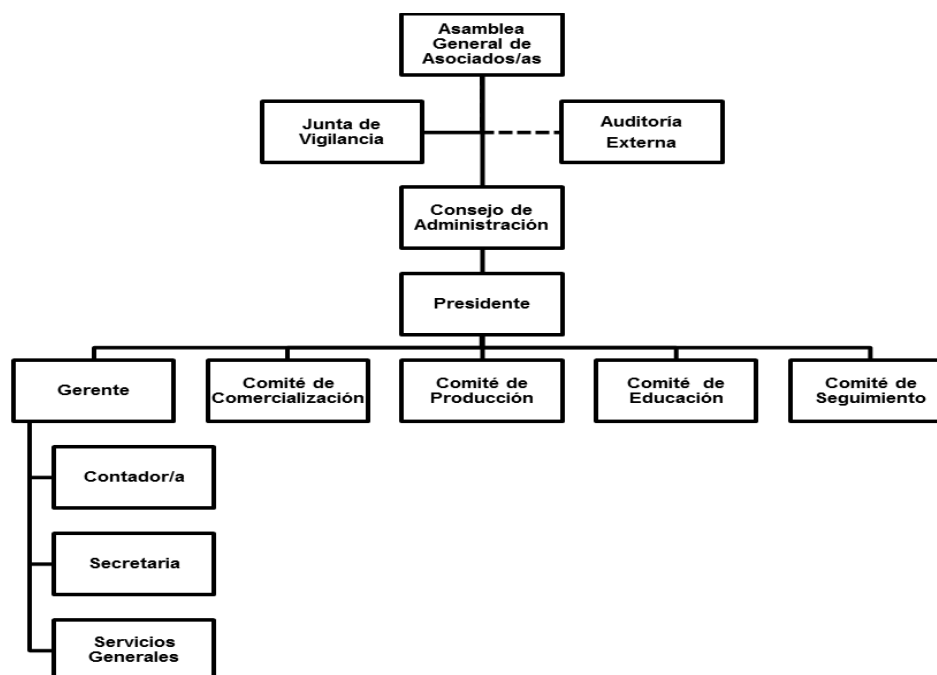 Asamblea
General de
Asociados/as
Junta de
Vigilancia
Auditoría
Externa
Consejo de
Administración
Presidente
Gerente
Comité de
Comercialización
Comité de
Producción
Comité de
Educación
Comité de
Seguimiento
Contador/a
Secretaria
Servicios
Generales